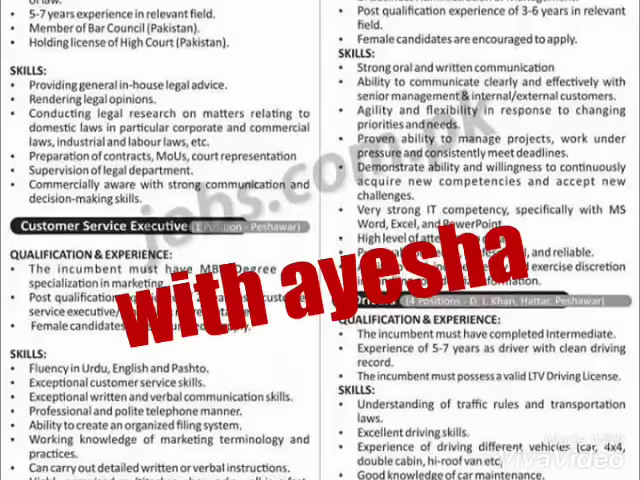 of law.
• 5-7 years experience in relevant field.
• Member of Bar Council (Pakistan).
• Holding license of High Court (Pakistan).
SKILLS:
• Providing general in-house legal advice.
• Rendering legal opinions.
• Conducting legal research on matters relating to
domestic laws in particular corporate and commercial
laws, industrial and labour laws, etc.
• Preparation of contracts, MoUs, court representation
• Supervision of legal department.
• Commercially aware with strong communication and
decision-making skills.
Customer Service Executive (1 Position - Peshawar)
QUALIFICATION & EXPERIENCE:
• The incumbent must have Degree
specialization in marketing.
• Post
service executive/
• Female candidates apply.
SKILLS:
• Fluency in Urdu, English and Pashto.
• Exceptional customer service skills.
• Exceptional written and verbal communication skills.
• Professional and polite telephone manner.
• Ability to create an organized filing system.
• Working knowledge of marketing terminology and
practices.
• Can carry out detailed written or verbal instructions.
• Post qualification experience of 3-6 years in relevant
field.
• Female candidates are encouraged to apply.
SKILLS:
• Strong oral and written communication
• Ability to communicate clearly and effectively with
senior management & internal/external customers.
• Agility and flexibility in response to changing
priorities and needs.
• Proven ability to manage projects, work under
pressure and consistently meet deadlines.
• Demonstrate ability and willingness to continuously
acquire new competencies and accept new
challenges.
• Very strong IT competency, specifically with MS
Word, Excel, and PowerPoint.
• High level of
and reliable.
exercise discretion
(4 Positions - D. I. Khan, Hattar, Peshawar)
QUALIFICATION & EXPERIENCE:
• The incumbent must have completed Intermediate.
• Experience of 5-7 years as driver with clean driving
record.
• The incumbent must possess a valid LTV Driving License.
SKILLS:
• Understanding of traffic rules and transportation
laws.
• Excellent driving skills.
• Experience of driving different vehicles (car, 4x4,
double cabin, hi-roof van etc)
• Good knowledge of car maintenance.
with ayesha
jobs.com.pk
Made With
VivaVideo